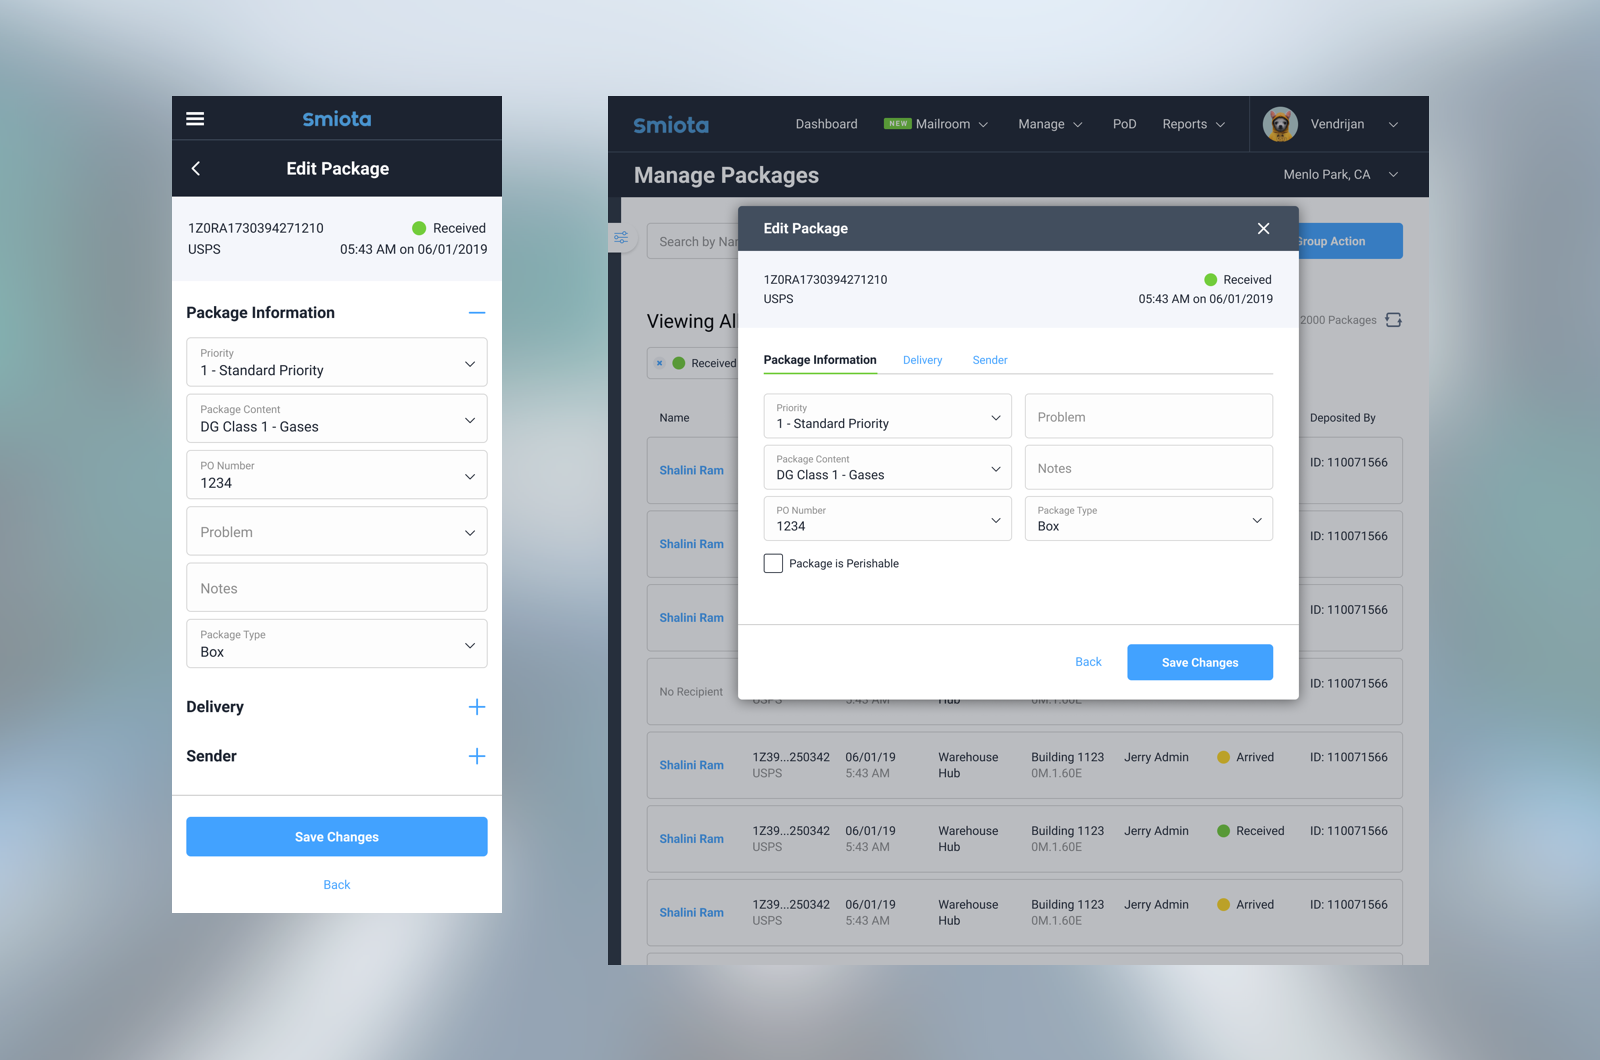 Smiota
Edit Package
1Z0RA1730394271210
Received
USPS
05:43 AM on 06/01/2019
Package Information
Priority
1 - Standard Priority
Package Content
DG Class 1 - Gases
PO Number
1234
Problem
Notes
Package Type
Box
Delivery
Sender
Save Changes
Back
Smiota
Dashboard
NEW Mailroom
Manage
PoD
Reports
Vendrijan
Manage Packages
Menlo Park, CA
Search by
Group Action
Edit Package
1Z0RA1730394271210
Received
USPS
05:43 AM on 06/01/2019
Viewing All
2000 Packages
Received
Package Information
Delivery
Sender
Priority
1 - Standard Priority
Problem
Package Content
DG Class 1 - Gases
Notes
PO Number
1234
Package Type
Box
Package is Perishable
Back
Save Changes
Name
Deposited By
Shalini Ram
ID: 110071566
Shalini Ram
ID: 110071566
Shalini Ram
ID: 110071566
No Recipient
USPS
5:43 AM
Hub
0M.1.60E
ID: 110071566
Shalini Ram
1Z39...250342
USPS
06/01/19
5:43 AM
Warehouse
Hub
Building 1123
0M.1.60E
Jerry Admin
Arrived
ID: 110071566
Shalini Ram
1Z39...250342
USPS
06/01/19
5:43 AM
Warehouse
Hub
Building 1123
0M.1.60E
Jerry Admin
Received
ID: 110071566
Shalini Ram
1Z39...250342
USPS
06/01/19
5:43 AM
Warehouse
Hub
Building 1123
0M.1.60E
Jerry Admin
Arrived
ID: 110071566